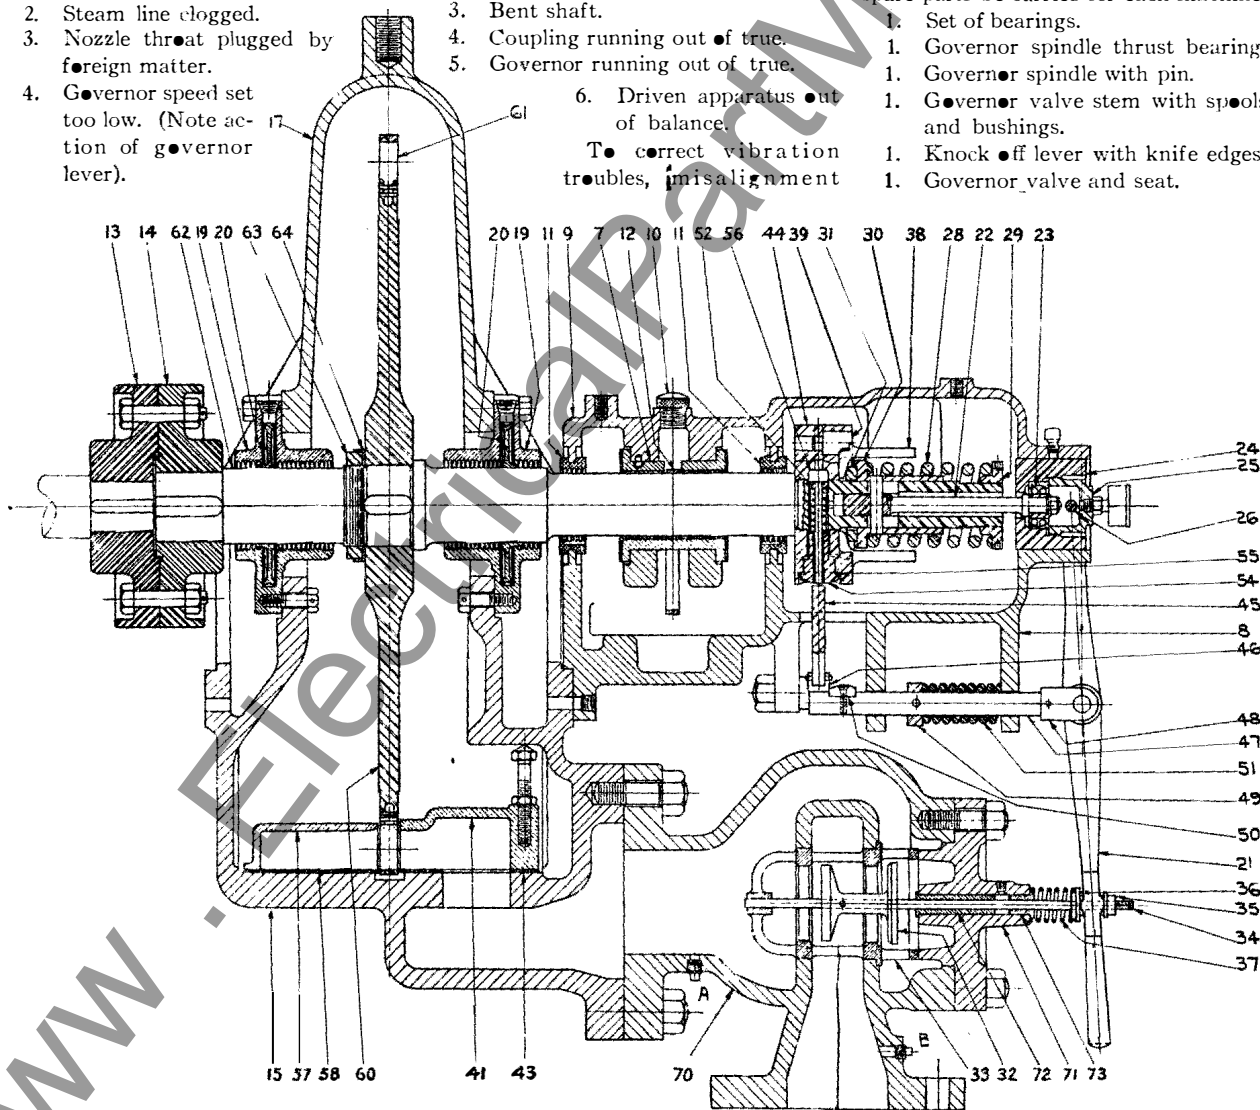 2. Steam line clogged.
3. Nozzle throat plugged by
foreign matter.
4. Governor speed set
too low. (Note ac-
tion of governor
lever).
3. Bent shaft.
4. Coupling running out of true.
5. Governor running out of true.
6. Driven apparatus out
of balance.
To correct vibration
troubles, misalignment
1. Set of bearings.
1. Governor spindle thrust bearing
1. Governor spindle with pin.
1. Governor valve stem with spools
and bushings.
1. Knock off lever with knife edges
1. Governor valve and seat.
17
61
13 14 62 19 20 63 64 20 19 11 9 7 12 10 11 52 56 44 39 31 30 38 28 22 29 23
24
25
26
55
54
45
8
46
48
47
51
49
50
21
36
35
34
37
A
B
15 57 58 60 41 43 70 33 32 72 71 73
www.ElectricalPartM